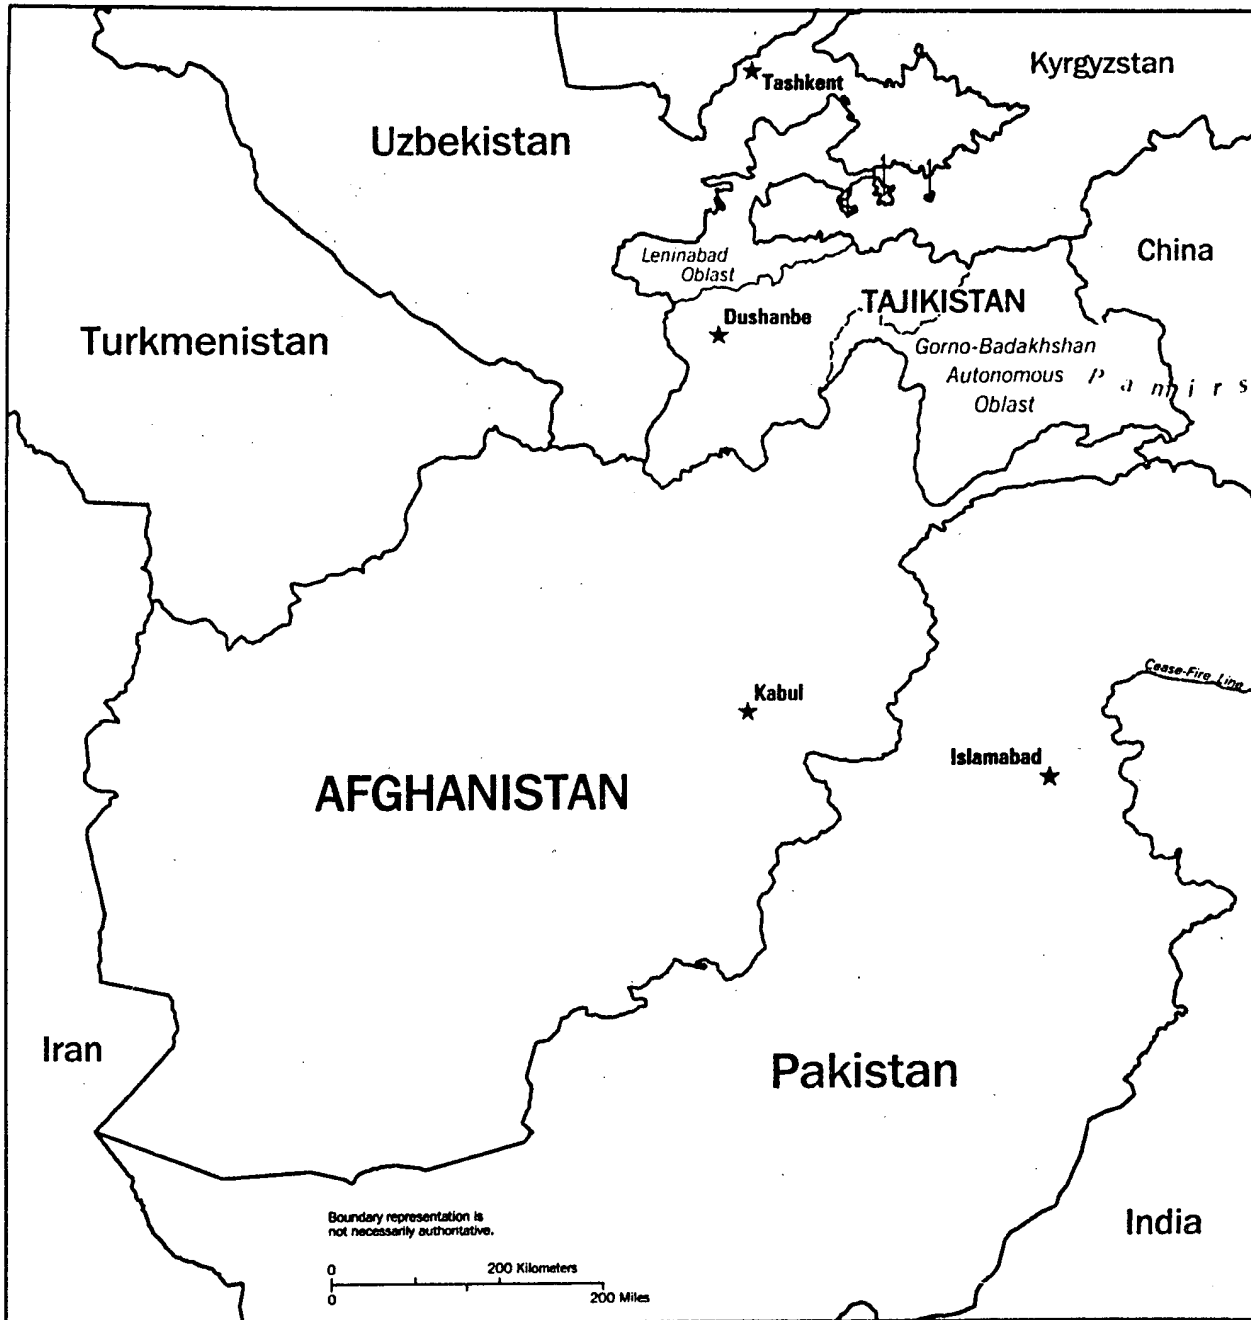 Kyrgyzstan
Tashkent
Uzbekistan
China
Leninabad
Oblast
TAJIKISTAN
Dushanbe
Turkmenistan
Gorno-Badakhshan
Autonomous
Oblast
Pamirs
Cease-Fire Line
Kabul
Islamabad
AFGHANISTAN
Iran
Pakistan
India
Boundary representation is
not necessarily authoritative.
0 200 Kilometers
0 200 Miles